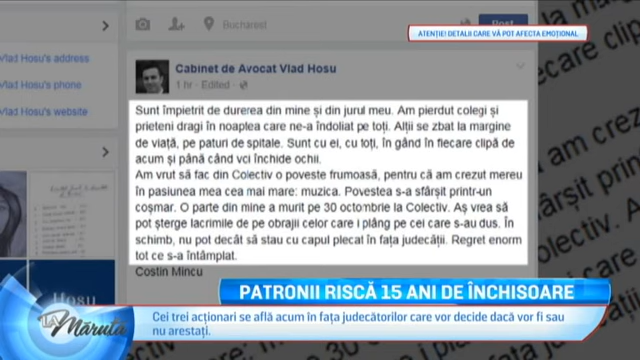 Bucharest
Post
ATENȚIE! DETALII CARE VĂ POT AFECTA EMOȚIONAL
Vlad Hosu's address
Vlad Hosu's phone
Vlad Hosu's website
Cabinet de Avocat Vlad Hosu
1 hr · Edited ·
Sunt împietrit de durerea din mine și din jurul meu. Am pierdut colegi și
prieteni dragi în noaptea care ne-a îndoliat pe toți. Alții se zbat la margine
de viață, pe paturi de spitale. Sunt cu ei, cu toți, în gând în fiecare clipă de
acum și până când voi închide ochii.
Am vrut să fac din Colectiv o poveste frumoasă, pentru că am crezut mereu
în pasiunea mea cea mai mare: muzica. Povestea s-a sfârșit printr-un
coșmar. O parte din mine a murit pe 30 octombrie la Colectiv. Aș vrea să
pot șterge lacrimile de pe obrajii celor care i plâng pe cei care s-au dus. În
schimb, nu pot decât să stau cu capul plecat în fața judecății. Regret enorm
tot ce s-a întâmplat.
Costin Mincu
Hosu
LA
Măruță
PATRONII RISCĂ 15 ANI DE ÎNCHISOARE
Cei trei acționari se află acum în fața judecătorilor care vor decide dacă vor fi sau
nu arestați.